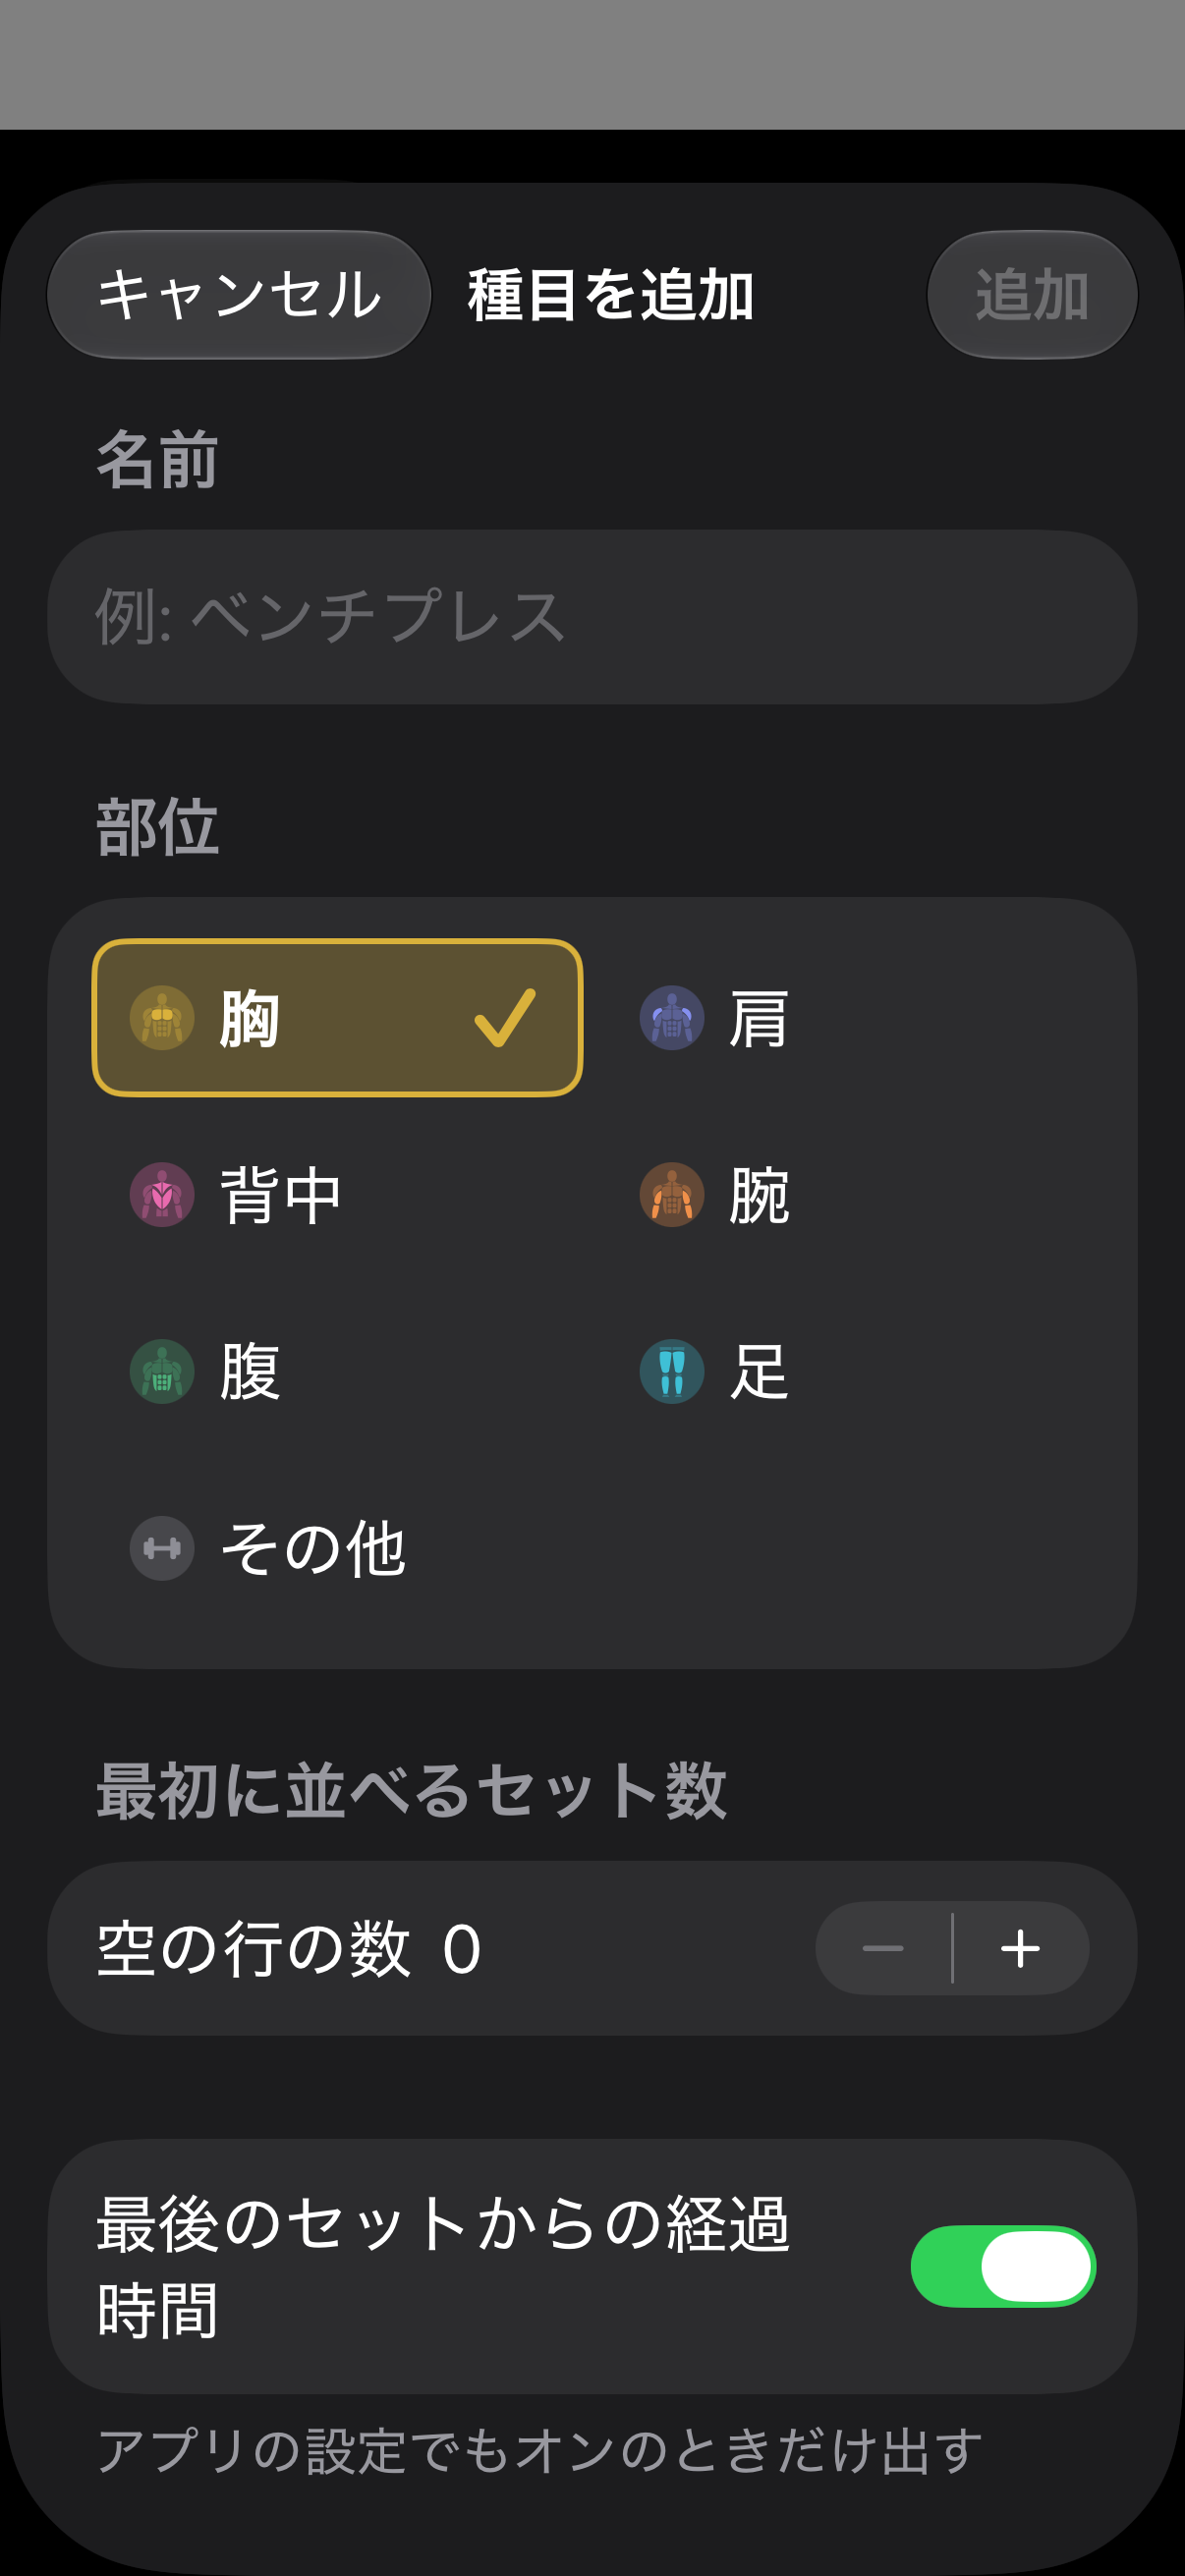 キャンセル 種目を追加 追加
名前
例: ベンチプレス
部位
胸 肩
背中 腕
腹 足
その他
最初に並べるセット数
空の行の数 0
最後のセットからの経過
時間
アプリの設定でもオンのときだけ出す